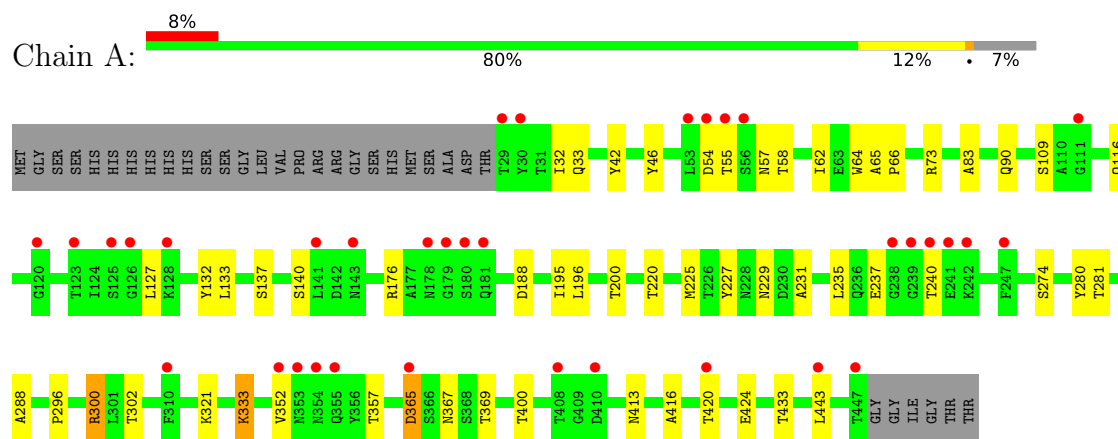 8%
Chain A:
80% 12% • 7%
MET GLY SER SER HIS HIS HIS HIS HIS HIS SER SER GLY LEU VAL PRO ARG ARG GLY SER HIS MET SER ALA ASP THR T29 Y30 T31 I32 Q33 Y42 Y46 L53 D54 T55 S56 N57 T58 I62 E63 W64 A65 P66 R73 A83 Q90 S109 A110 G111
G120 T123 I124 S125 G126 L127 K128 Y132 L133 S137 S140 L141 D142 N143 R176 A177 N178 G179 S180 Q181 D188 I195 L196 T200 T220 M225 T226 Y227 N228 N229 D230 A231 L235 Q236 E237 G238 G239 T240 E241 K242 F247 S274 Y280 T281
A288 P296 R300 L301 T302 F310 K321 K333 V352 N353 N354 Q355 Y356 T357 D365 S366 N367 S368 T369 T400 T408 G409 D410 N413 A416 T420 E424 T433 L443 T447 GLY GLY ILE GLY THR THR